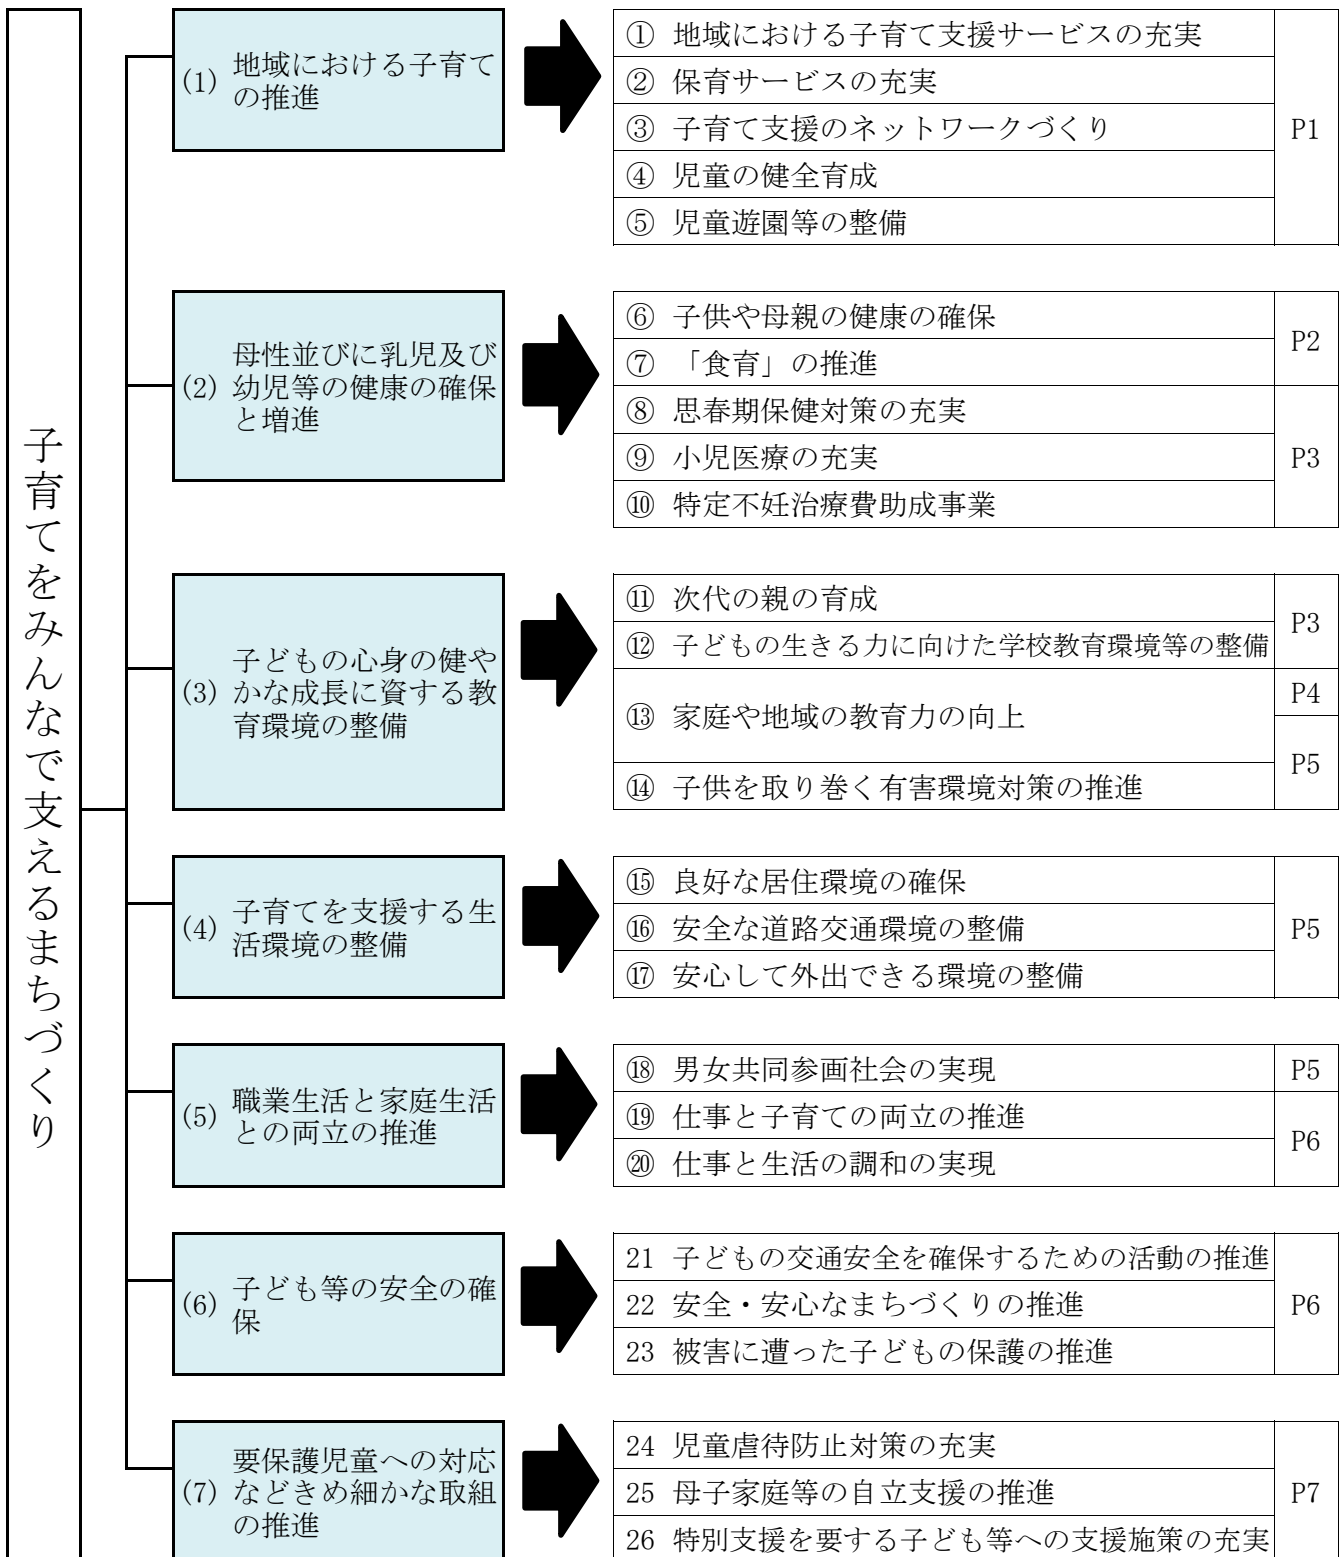 子育てをみんなで支えるまちづくり
(1) 地域における子育て
の推進
① 地域における子育て支援サービスの充実
② 保育サービスの充実
③ 子育て支援のネットワークづくり
④ 児童の健全育成
⑤ 児童遊園等の整備
P1
(2) 母性並びに乳児及び
幼児等の健康の確保
と増進
⑥ 子供や母親の健康の確保
⑦ 「食育」の推進
P2
⑧ 思春期保健対策の充実
⑨ 小児医療の充実
⑩ 特定不妊治療費助成事業
P3
(3) 子どもの心身の健や
かな成長に資する教
育環境の整備
⑪ 次代の親の育成
⑫ 子どもの生きる力に向けた学校教育環境等の整備
P3
⑬ 家庭や地域の教育力の向上
P4
⑭ 子供を取り巻く有害環境対策の推進
P5
(4) 子育てを支援する生
活環境の整備
⑮ 良好な居住環境の確保
⑯ 安全な道路交通環境の整備
⑰ 安心して外出できる環境の整備
P5
(5) 職業生活と家庭生活
との両立の推進
⑱ 男女共同参画社会の実現
P5
⑲ 仕事と子育ての両立の推進
⑳ 仕事と生活の調和の実現
P6
(6) 子ども等の安全の確
保
21 子どもの交通安全を確保するための活動の推進
22 安全・安心なまちづくりの推進
23 被害に遭った子どもの保護の推進
P6
(7) 要保護児童への対応
などきめ細かな取組
の推進
24 児童虐待防止対策の充実
25 母子家庭等の自立支援の推進
26 特別支援を要する子ども等への支援施策の充実
P7